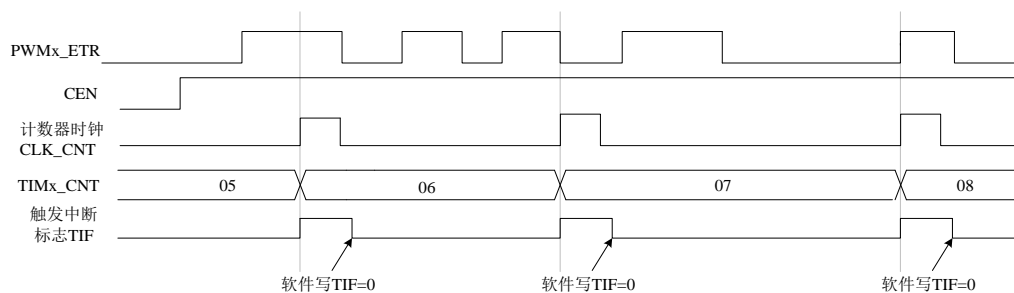 PWMx_ETR
CEN
计数器时钟
CLK_CNT
TIMx_CNT 05 06 07 08
触发中断
标志TIF
软件写TIF=0 软件写TIF=0 软件写TIF=0